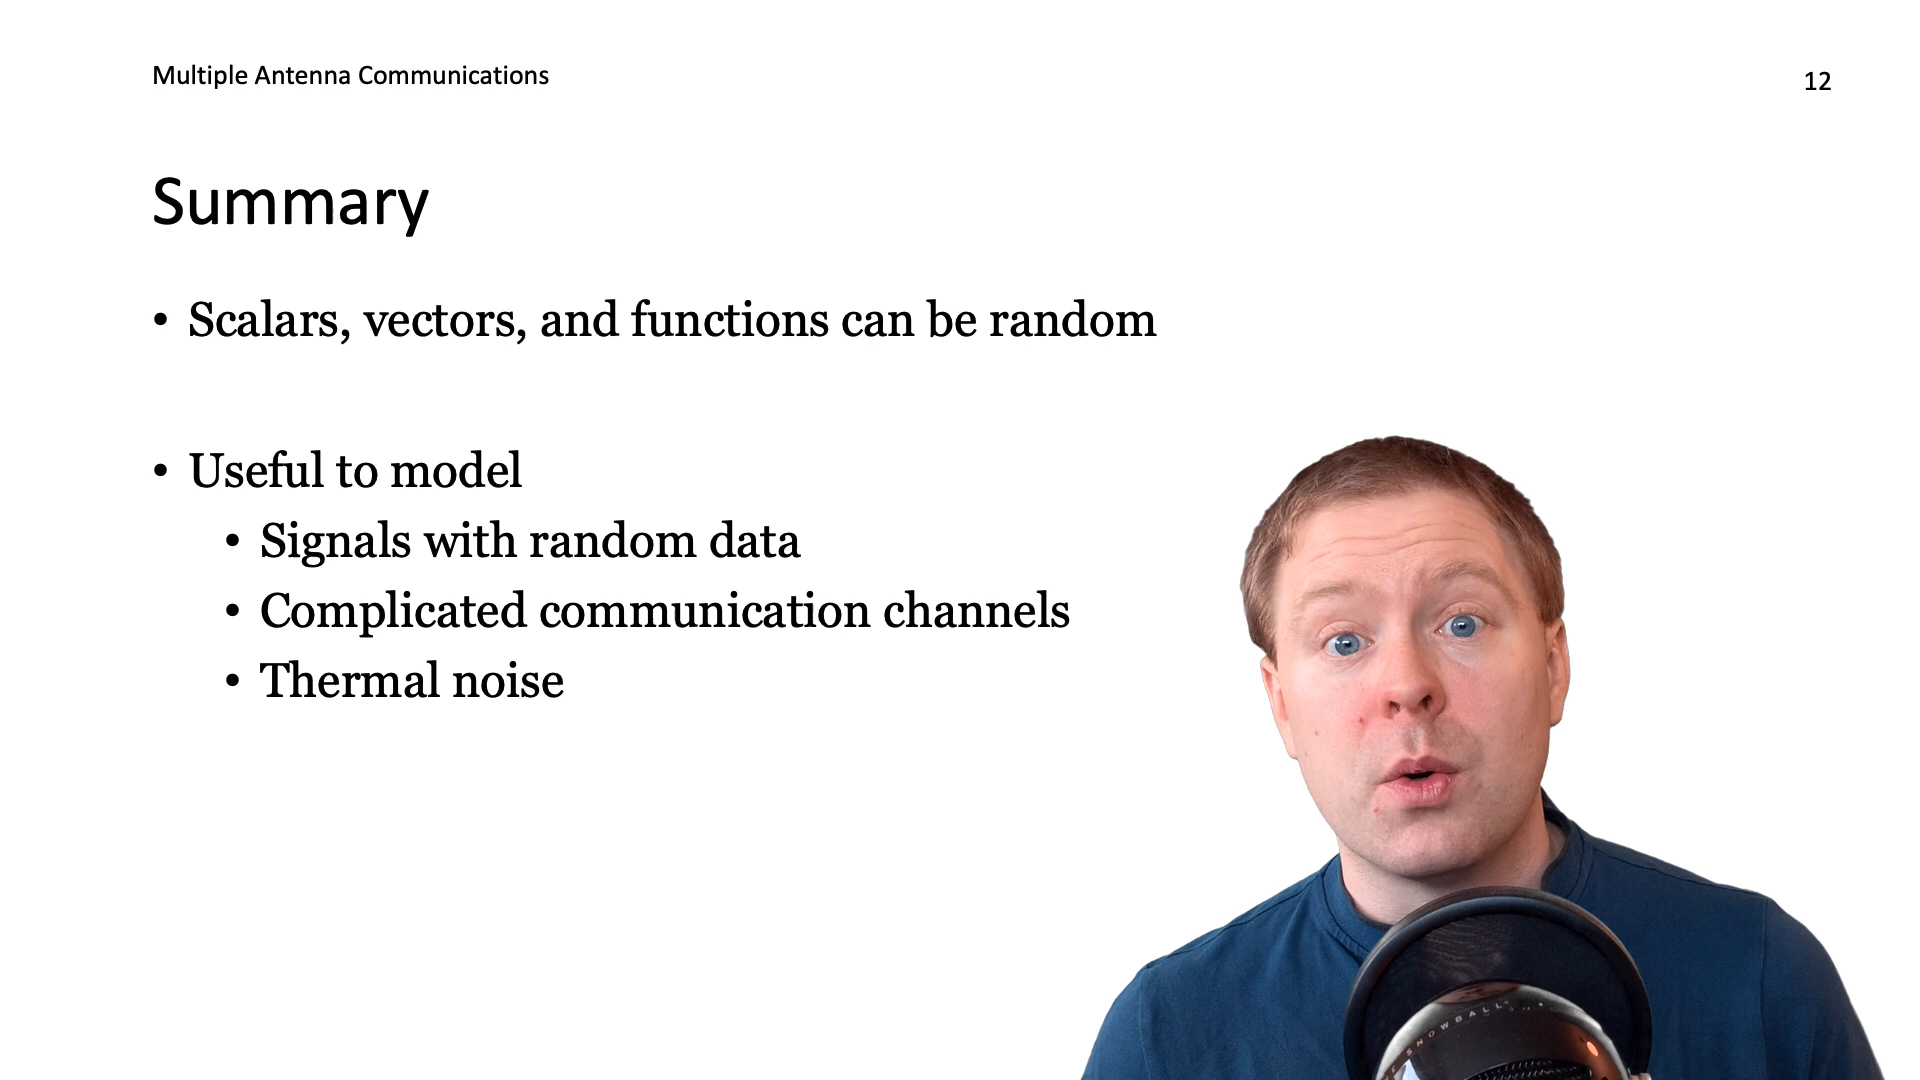 Multiple Antenna Communications
12
Summary
• Scalars, vectors, and functions can be random
• Useful to model
• Signals with random data
• Complicated communication channels
• Thermal noise
SNOWBALL